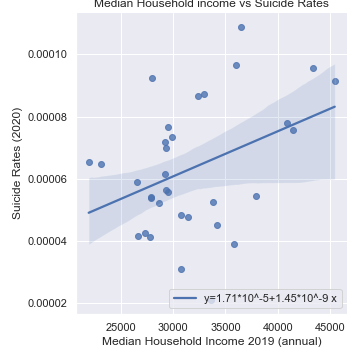 Median Household income vs Suicide Rates
0.00010
0.00008
0.00006
0.00004
0.00002
Suicide Rates (2020)
y=1.71*10^-5+1.45*10^-9 x
25000 30000 35000 40000 45000
Median Household Income 2019 (annual)